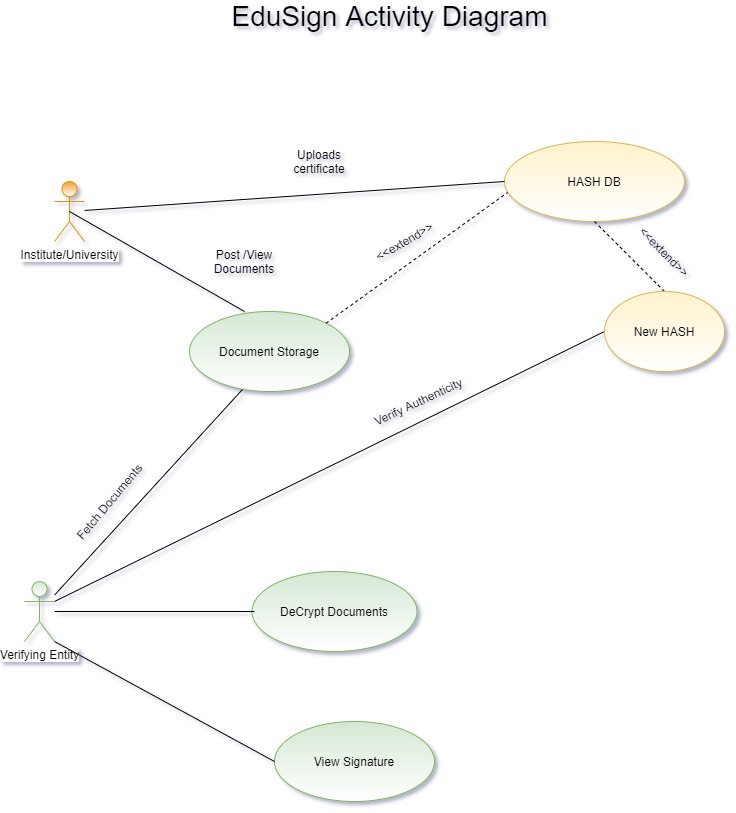 EduSign Activity Diagram
Uploads
certificate
HASH DB
Institute/University
<<extend>>
<<extend>>
Post /View
Documents
Document Storage
New HASH
Verify Authenticity
Fetch Documents
DeCrypt Documents
Verifying Entity
View Signature